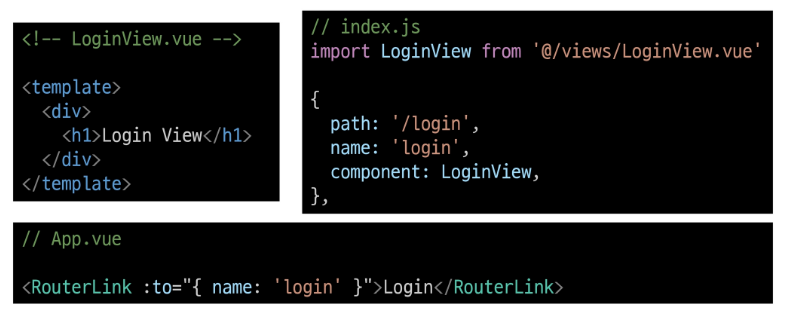 <!-- LoginView.vue -->
<template>
  <div>
    <h1>Login View</h1>
  </div>
</template>
// index.js
import LoginView from '@/views/LoginView.vue'
{
  path: '/login',
  name: 'login',
  component: LoginView,
},
// App.vue
<RouterLink :to="{ name: 'login' }">Login</RouterLink>